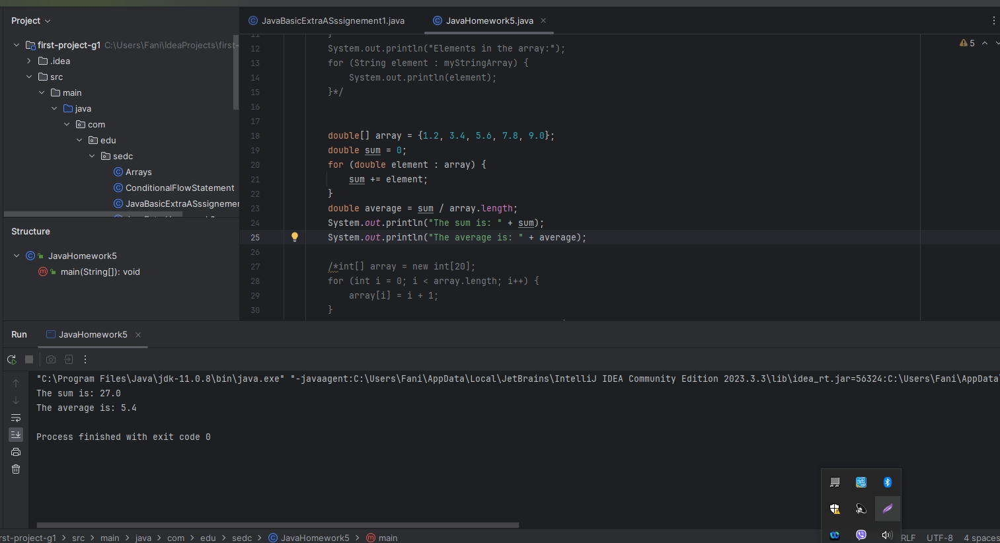 Project
JavaBasicExtraASssignement1.java
JavaHomework5.java
first-project-g1 C:\Users\Fani\IdeaProjects\first-
.idea
src
main
java
com
edu
sedc
Arrays
ConditionalFlowStatement
JavaBasicExtraASssignemen
Structure
JavaHomework5
main(String[]): void
5
11 }
12 System.out.println("Elements in the array:");
13 for (String element : myStringArray) {
14 System.out.println(element);
15 }*/
16
17
18 double[] array = {1.2, 3.4, 5.6, 7.8, 9.0};
19 double sum = 0;
20 for (double element : array) {
21 sum += element;
22 }
23 double average = sum / array.length;
24 System.out.println("The sum is: " + sum);
25 System.out.println("The average is: " + average);
26
27 /*int[] array = new int[20];
28 for (int i = 0; i < array.length; i++) {
29 array[i] = i + 1;
30 }
Run JavaHomework5
"C:\Program Files\Java\jdk-11.0.8\bin\java.exe" "-javaagent:C:\Users\Fani\AppData\Local\JetBrains\IntelliJ IDEA Community Edition 2023.3.3\lib\idea_rt.jar=56324:C:\Users\Fani\AppData\
The sum is: 27.0
The average is: 5.4
Process finished with exit code 0
rst-project-g1 > src > main > java > com > edu > sedc > JavaHomework5 > main
RLF UTF-8 4 spaces